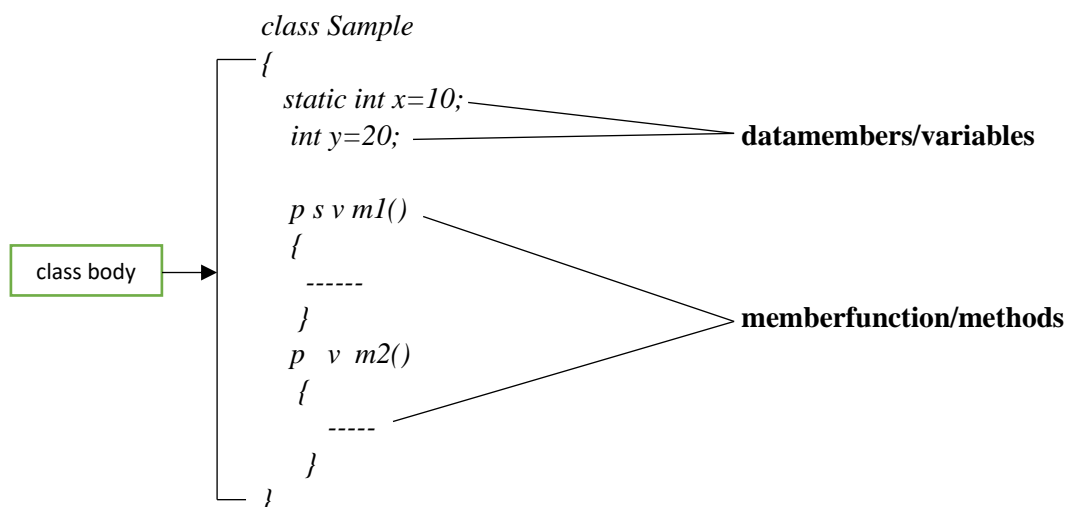 class Sample
{
static int x=10;
int y=20;
datamembers/variables
p s v m1()
{
class body
------
}
memberfunction/methods
p v m2()
{
-----
}
}